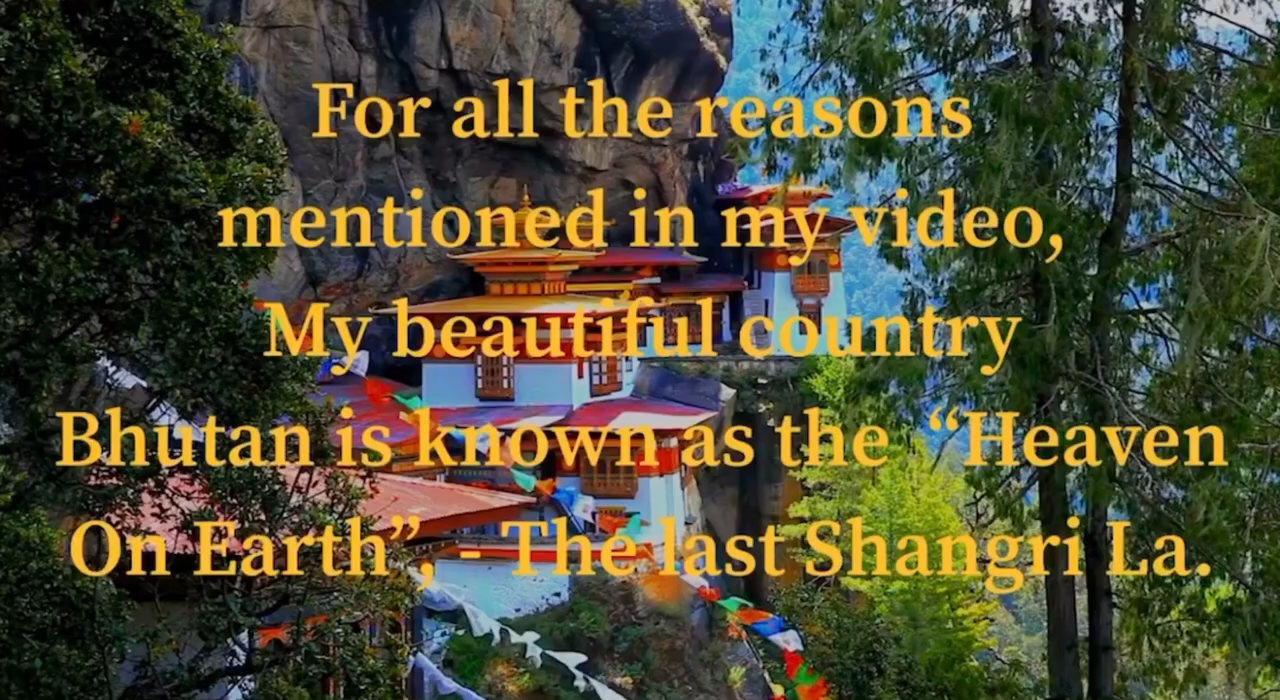 For all the reasons
mentioned in my video,
My beautiful country
Bhutan is known as the “Heaven
On Earth”, - The last Shangri La.